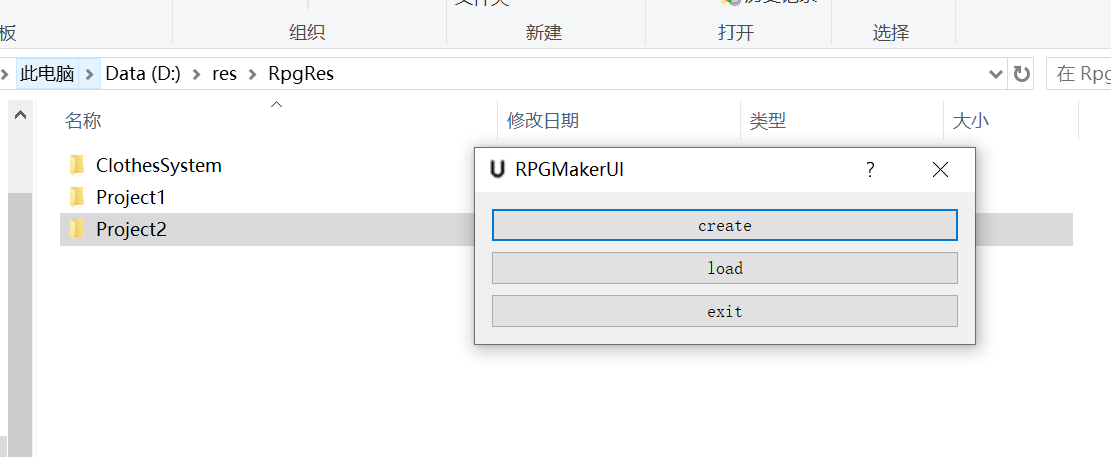 板
组织
新建
打开
选择
此电脑
Data (D:)
res
RpgRes
在 Rpg
名称
修改日期
类型
大小
ClothesSystem
Project1
Project2
RPGMakerUI
?
create
load
exit